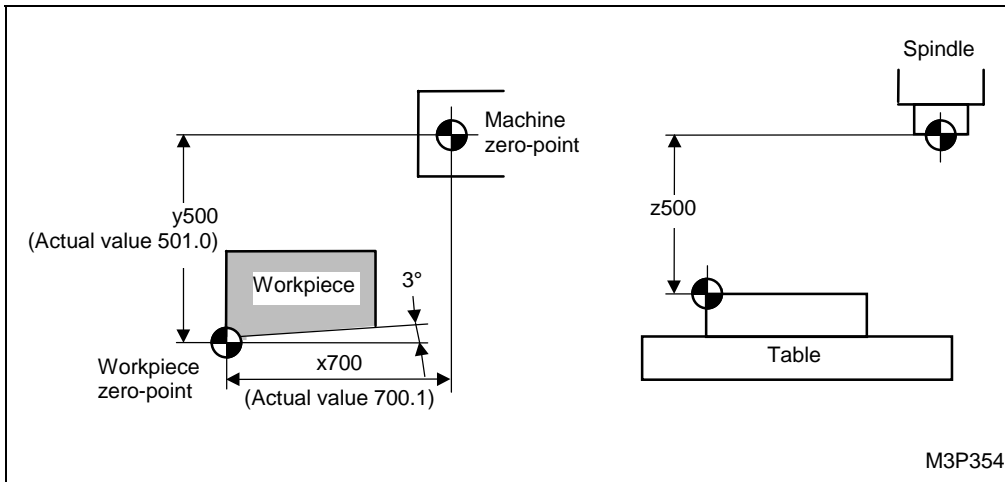 Spindle
Machine
zero-point
y500
(Actual value 501.0)
z500
3°
Workpiece
Workpiece
zero-point
x700
(Actual value 700.1)
Table
M3P354